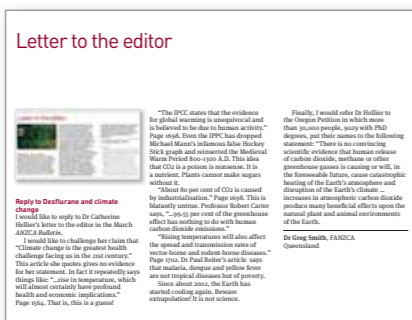 Letter to the editor
Reply to Desflurane and climate
change
I would like to reply to Dr Catherine
Hellier's letter to the editor in the March
ANZCA Bulletin.
I would like to challenge her claim that
"Climate change is the greatest health
challenge facing us in the 21st century."
This article she quotes gives no evidence
for her statement. In fact it repeatedly says
things like: "...rise in temperature, which
will almost certainly have profound
health and economic implications."
Page 1564. That is, this is a guess!
"The IPCC states that the evidence
for global warming is unequivocal and
is believed to be due to human activity."
Page 1698. Even the IPPC has dropped
Michael Mann's infamous false Hockey
Stick graph and reinserted the Medieval
Warm Period 800-1300 A.D. This idea
that CO2 is a poison is nonsense. It is
a nutrient. Plants cannot make sugars
without it.
"About 80 per cent of CO2 is caused
by industrialisation." Page 1698. This is
blatantly untrue. Professor Robert Carter
says, "...99.55 per cent of the greenhouse
effect has nothing to do with human
carbon dioxide emissions."
"Rising temperatures will also affect
the spread and transmission rates of
vector-borne and rodent-borne diseases."
Page 1702. Dr Paul Reiter's article says
that malaria, dengue and yellow fever
are not tropical diseases but of poverty.
Since about 2002, the Earth has
started cooling again. Beware
extrapolation! It is not science.
Finally, I would refer Dr Hellier to
the Oregon Petition in which more
than 30,000 people, 9029 with PhD
degrees, put their names to the following
statement: "There is no convincing
scientific evidence that human release
of carbon dioxide, methane or other
greenhouse gasses is causing or will, in
the foreseeable future, cause catastrophic
heating of the Earth's atmosphere and
disruption of the Earth's climate ...
increases in atmospheric carbon dioxide
produce many beneficial effects upon the
natural plant and animal environments
of the Earth.
Dr Greg Smith, FANZCA
Queensland